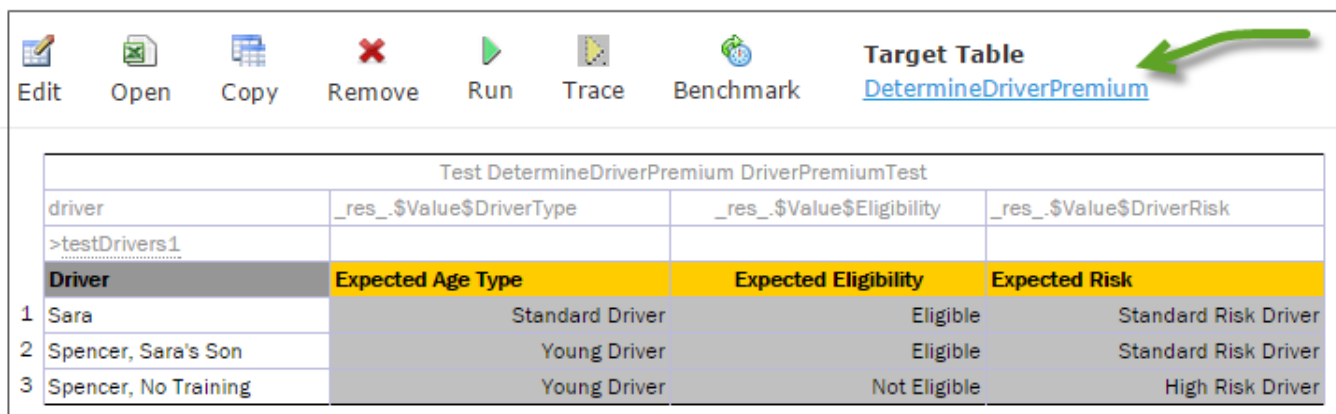 Edit Open Copy Remove Run Trace Benchmark
Target Table
DetermineDriverPremium
Test DetermineDriverPremium DriverPremiumTest
driver _res_.$Value$DriverType _res_.$Value$Eligibility _res_.$Value$DriverRisk
>testDrivers1
Driver Expected Age Type Expected Eligibility Expected Risk
1 Sara Standard Driver Eligible Standard Risk Driver
2 Spencer, Sara's Son Young Driver Eligible Standard Risk Driver
3 Spencer, No Training Young Driver Not Eligible High Risk Driver